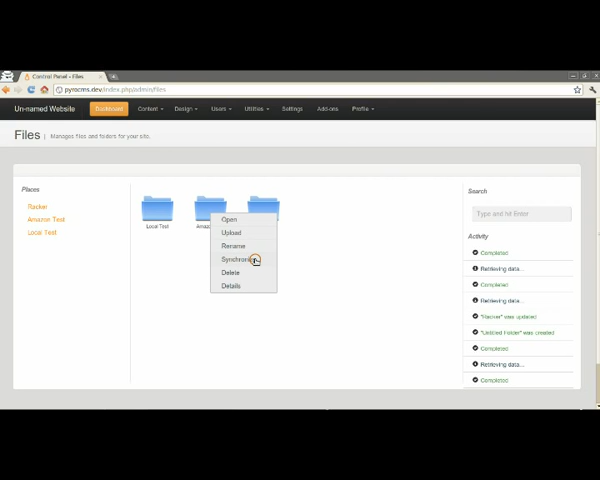 Control Panel - Files
pyrocms.dev/index.php/admin/files
Un-named Website
Dashboard
Content
Design
Users
Utilities
Settings
Add-ons
Profile
Files | Manages files and folders for your site.
Places
Racker
Amazon Test
Local Test
Local Test
Open
Upload
Rename
Delete
Details
Search
Type and hit Enter
Activity
Completed
Retrieving data...
Completed
Retrieving data...
"Racker" was updated
"Untitled Folder" was created
Completed
Retrieving data...
Completed